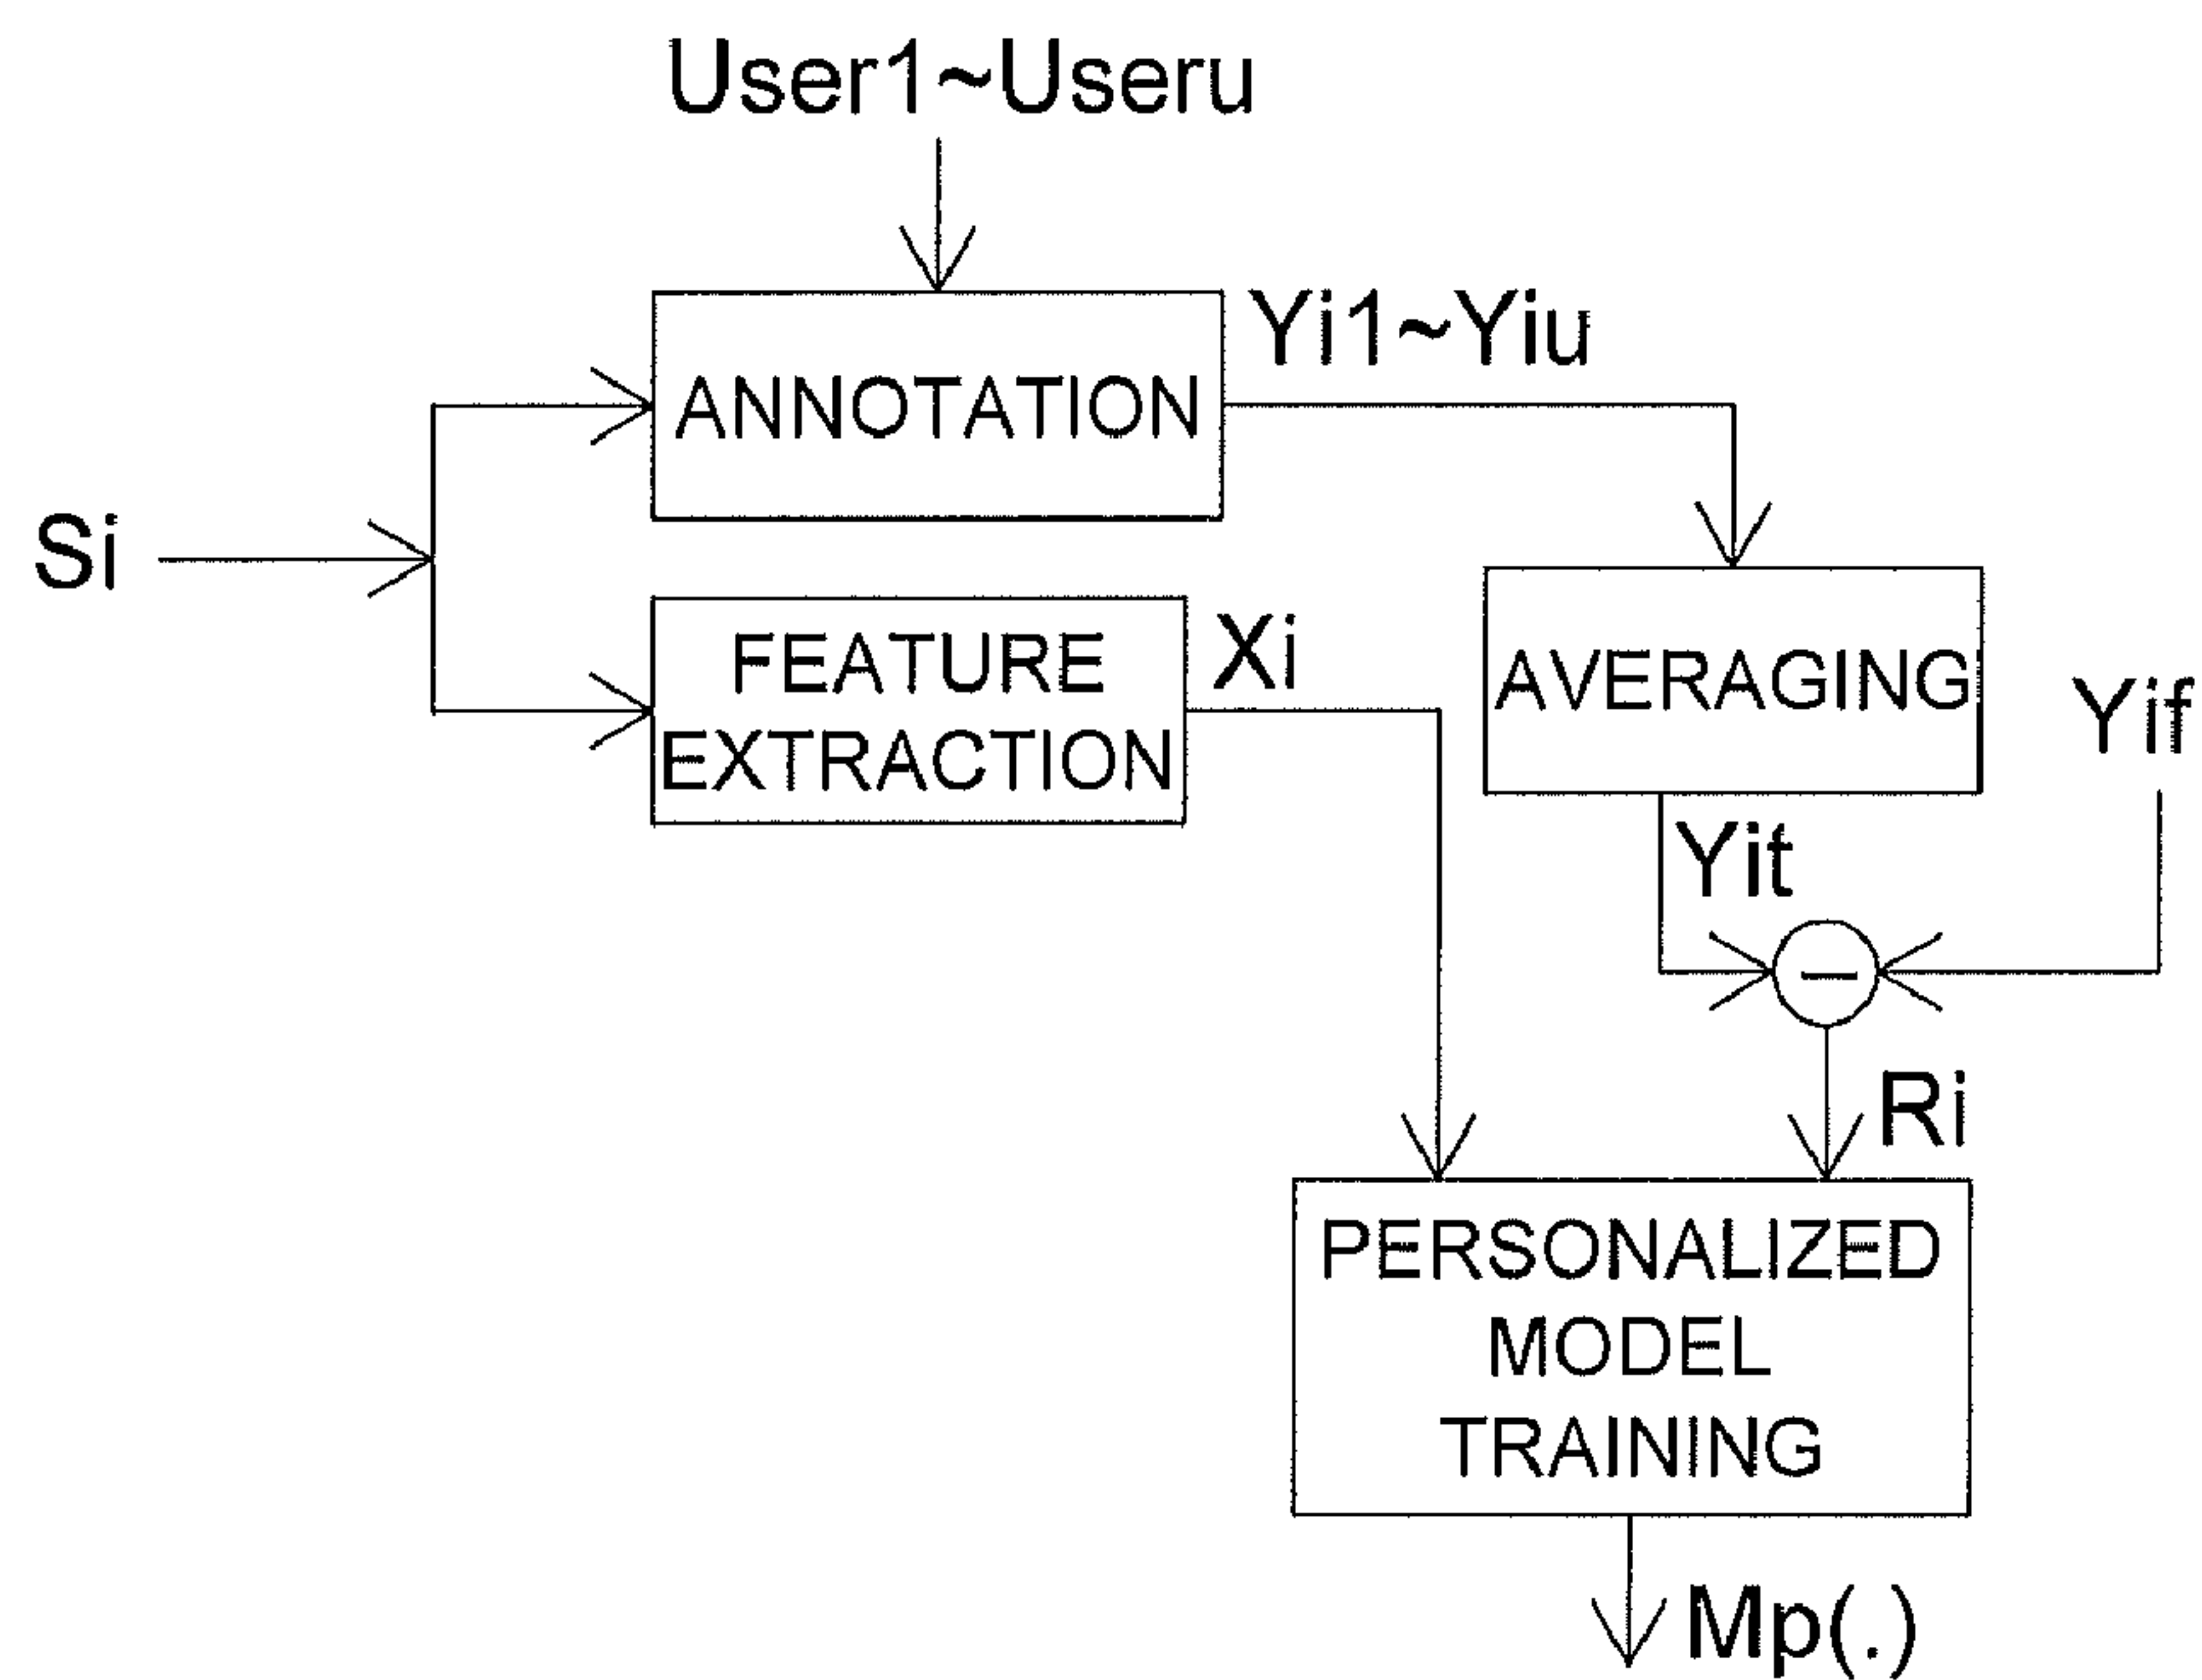 User1~Useru
Yi1~Yiu
ANNOTATION
Si
FEATURE
EXTRACTION
Xi
AVERAGING
Yif
Yit
Ri
PERSONALIZED
MODEL
TRAINING
Mp(.)